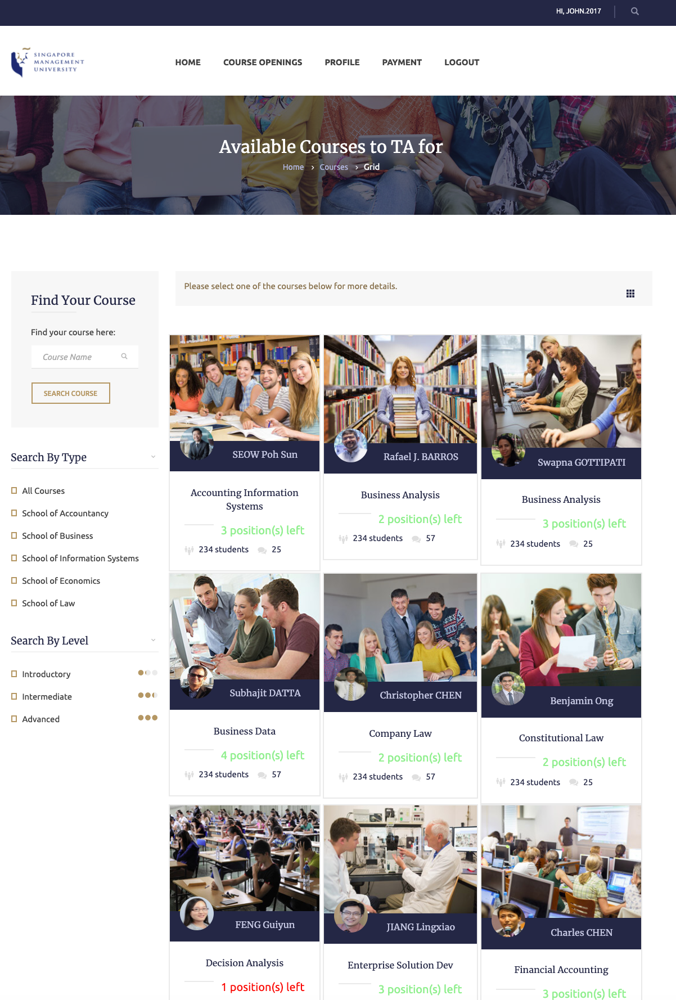 HI, JOHN.2017
SINGAPORE
MANAGEMENT
UNIVERSITY
HOME COURSE OPENINGS PROFILE PAYMENT LOGOUT
Available Courses to TA for
Home > Courses > Grid
Find Your Course
Find your course here:
Course Name
SEARCH COURSE
Search By Type
All Courses
School of Accountancy
School of Business
School of Information Systems
School of Economics
School of Law
Search By Level
Introductory
Intermediate
Advanced
Please select one of the courses below for more details.
SEOW Poh Sun
Accounting Information
Systems
3 position(s) left
234 students 25
Rafael J. BARROS
Business Analysis
2 position(s) left
234 students 57
Swapna GOTTIPATI
Business Analysis
3 position(s) left
234 students 25
Subhajit DATTA
Business Data
4 position(s) left
234 students 57
Christopher CHEN
Company Law
2 position(s) left
234 students 57
Benjamin Ong
Constitutional Law
2 position(s) left
234 students 25
FENG Guiyun
Decision Analysis
1 position(s) left
JIANG Lingxiao
Enterprise Solution Dev
3 position(s) left
Charles CHEN
Financial Accounting
3 position(s) left